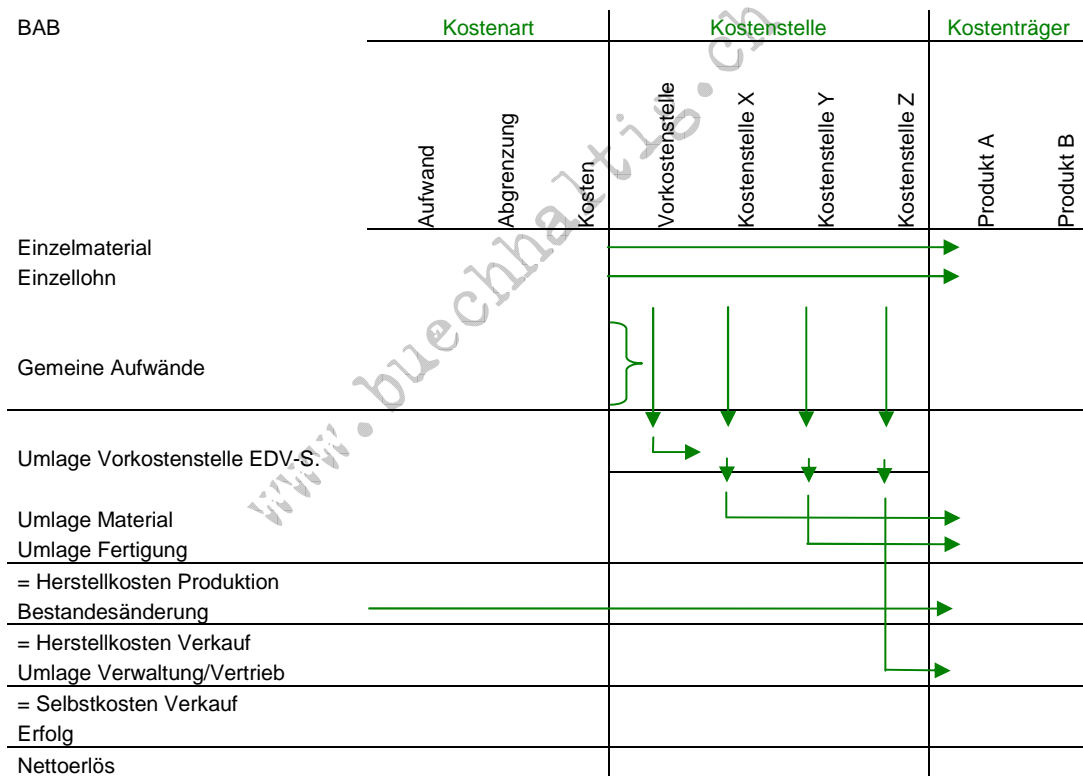 BAB Kostenart Kostenstelle Kostenträger
Aufwand Abgrenzung Kosten Vorkostenstelle Kostenstelle X Kostenstelle Y Kostenstelle Z Produkt A Produkt B
Einzelmaterial
Einzellohn
Gemeine Aufwände
Umlage Vorkostenstelle EDV-S.
Umlage Material
Umlage Fertigung
= Herstellkosten Produktion
Bestandesänderung
= Herstellkosten Verkauf
Umlage Verwaltung/Vertrieb
= Selbstkosten Verkauf
Erfolg
Nettoerlös
www.buechhaltig.ch